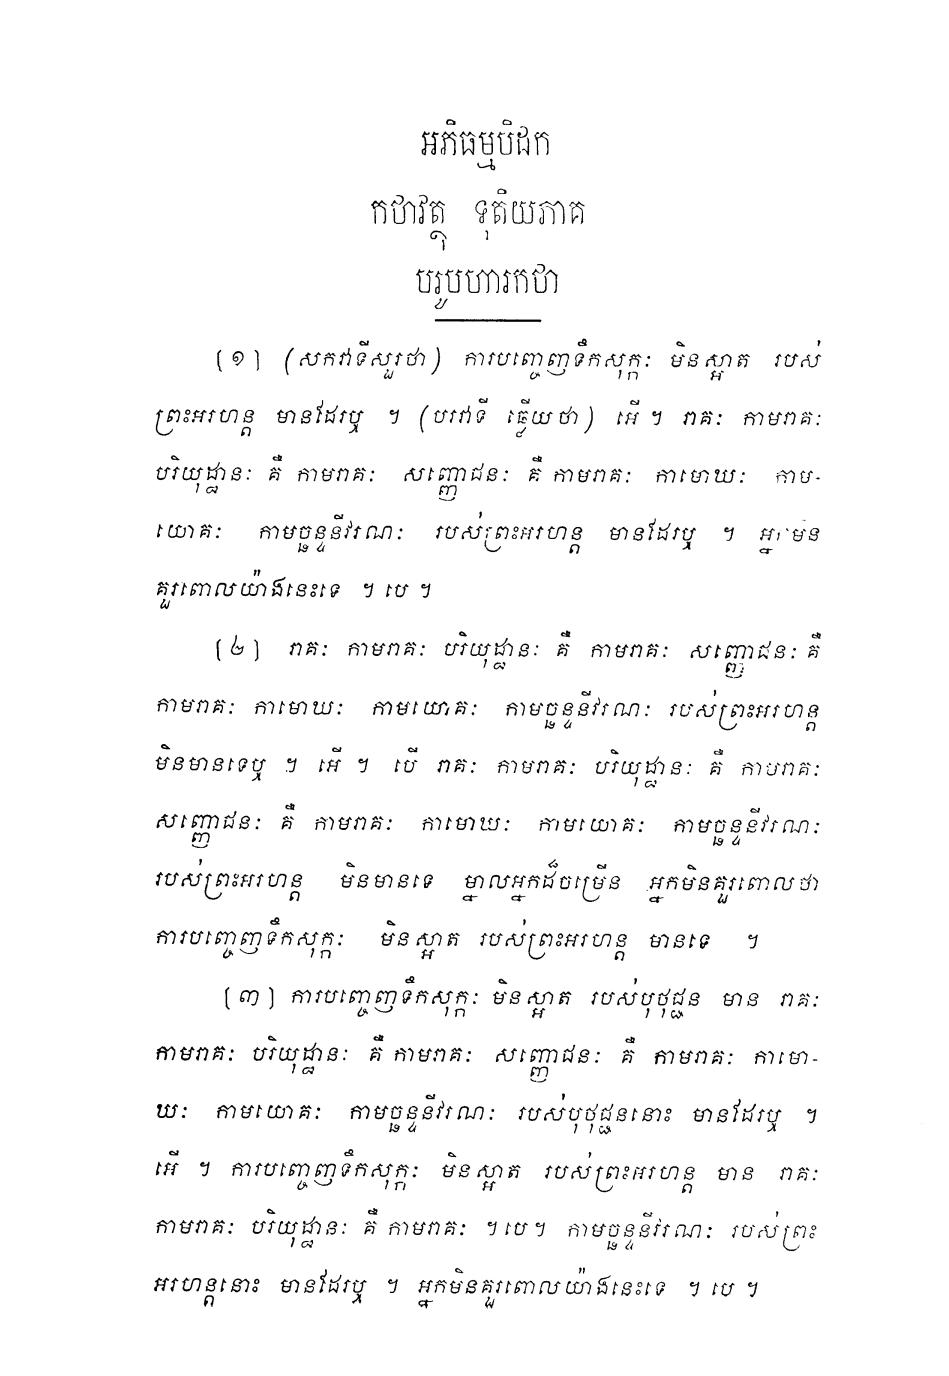 អភិធម្មបិដក
កថាវត្ថុ ទុតិយភាគ
បរូបហារកថា
(១) (សកវាទីសួរថា) ការបញ្ចេញទឹកសុក្កៈ មិនស្អាត របស់
ព្រះអរហន្ត មានដែរឬ ។ (បរវាទី ឆ្លើយថា) អើ ។ រាគៈ កាមរាគៈ
បរិយុដ្ឋានៈ គឺ កាមរាគៈ សញ្ញោជនៈ គឺ កាមរាគៈ កាមោឃៈ កាម-
យោគៈ កាមច្ឆន្ទនីវរណៈ របស់ព្រះអរហន្ត មានដែរឬ ។ អ្នកមិន
គួរពោលយ៉ាងនេះទេ ។ បេ ។
(២) រាគៈ កាមរាគៈ បរិយុដ្ឋានៈ គឺ កាមរាគៈ សញ្ញោជនៈ គឺ
កាមរាគៈ កាមោឃៈ កាមយោគៈ កាមច្ឆន្ទនីវរណៈ របស់ព្រះអរហន្ត
មិនមានទេឬ ។ អើ ។ បើ រាគៈ កាមរាគៈ បរិយុដ្ឋានៈ គឺ កាមរាគៈ
សញ្ញោជនៈ គឺ កាមរាគៈ កាមោឃៈ កាមយោគៈ កាមច្ឆន្ទនីវរណៈ
របស់ព្រះអរហន្ត មិនមានទេ ម្នាលអ្នកដ៏ចម្រើន អ្នកមិនគួរពោលថា
ការបញ្ចេញទឹកសុក្កៈ មិនស្អាត របស់ព្រះអរហន្ត មានទេ ។
(៣) ការបញ្ចេញទឹកសុក្កៈ មិនស្អាត របស់បុថុជ្ជន មាន រាគៈ
កាមរាគៈ បរិយុដ្ឋានៈ គឺ កាមរាគៈ សញ្ញោជនៈ គឺ កាមរាគៈ កាមោ-
ឃៈ កាមយោគៈ កាមច្ឆន្ទនីវរណៈ របស់បុថុជ្ជននោះ មានដែរឬ ។
អើ ។ ការបញ្ចេញទឹកសុក្កៈ មិនស្អាត របស់ព្រះអរហន្ត មាន រាគៈ
កាមរាគៈ បរិយុដ្ឋានៈ គឺ កាមរាគៈ ។ បេ ។ កាមច្ឆន្ទនីវរណៈ របស់ព្រះ
អរហន្តនោះ មានដែរឬ ។ អ្នកមិនគួរពោលយ៉ាងនេះទេ ។ បេ ។